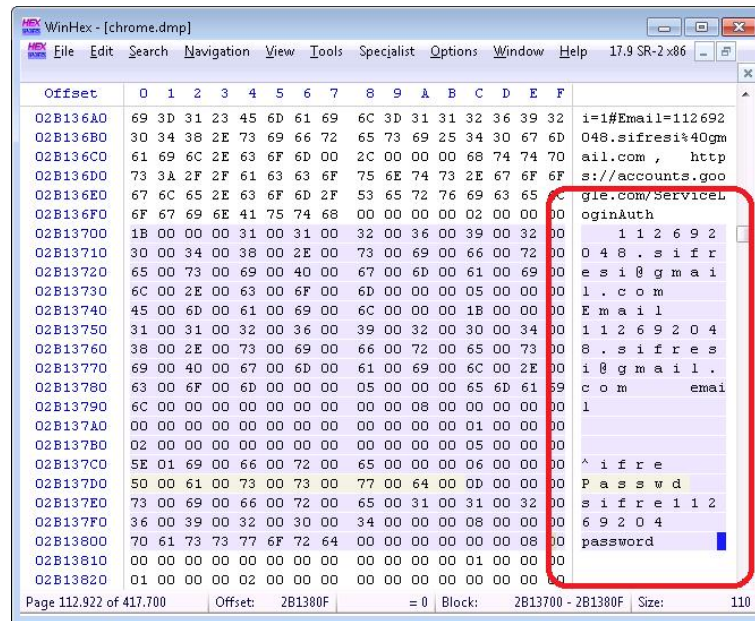 WinHex - [chrome.dmp]
File Edit Search Navigation View Tools Specialist Options Window Help 17.9 SR-2 x86
Offset 0 1 2 3 4 5 6 7 8 9 A B C D E F
02B136A0 69 3D 31 23 45 6D 61 69 6C 3D 31 31 32 36 39 32 i=1#Email=112692
02B136B0 30 34 38 2E 73 69 66 72 65 73 69 25 34 30 67 6D 048.sifresi%40gm
02B136C0 61 69 6C 2E 63 6F 6D 00 2C 00 00 00 68 74 74 70 ail.com , http
02B136D0 73 3A 2F 2F 61 63 63 6F 75 6E 74 73 2E 67 6F 6F s://accounts.goo
02B136E0 67 6C 65 2E 63 6F 6D 2F 53 65 72 76 69 63 65 4C gle.com/ServiceL
02B136F0 6F 67 69 6E 41 75 74 68 00 00 00 00 02 00 00 00 oginAuth
02B13700 1B 00 00 00 31 00 31 00 32 00 36 00 39 00 32 00 1 1 2 6 9 2
02B13710 30 00 34 00 38 00 2E 00 73 00 69 00 66 00 72 00 0 4 8 . s i f r
02B13720 65 00 73 00 69 00 40 00 67 00 6D 00 61 00 69 00 e s i @ g m a i
02B13730 6C 00 2E 00 63 00 6F 00 6D 00 00 00 05 00 00 00 l . c o m
02B13740 45 00 6D 00 61 00 69 00 6C 00 00 00 1B 00 00 00 E m a i l
02B13750 31 00 31 00 32 00 36 00 39 00 32 00 30 00 34 00 1 1 2 6 9 2 0 4
02B13760 38 00 2E 00 73 00 69 00 66 00 72 00 65 00 73 00 8 . s i f r e s
02B13770 69 00 40 00 67 00 6D 00 61 00 69 00 6C 00 2E 00 i @ g m a i l .
02B13780 63 00 6F 00 6D 00 00 00 05 00 00 00 65 6D 61 69 c o m emai
02B13790 6C 00 00 00 00 00 00 00 00 00 08 00 00 00 00 00 l
02B137A0 00 00 00 00 00 00 00 00 00 00 00 00 01 00 00 00
02B137B0 02 00 00 00 00 00 00 00 00 00 00 00 05 00 00 00
02B137C0 5E 01 69 00 66 00 72 00 65 00 00 00 06 00 00 00 ^ i f r e
02B137D0 50 00 61 00 73 00 73 00 77 00 64 00 0D 00 00 00 P a s s w d
02B137E0 73 00 69 00 66 00 72 00 65 00 31 00 31 00 32 00 s i f r e 1 1 2
02B137F0 36 00 39 00 32 00 30 00 34 00 00 00 08 00 00 00 6 9 2 0 4
02B13800 70 61 73 73 77 6F 72 64 00 00 00 00 00 00 08 00 password
02B13810 00 00 00 00 00 00 00 00 00 00 00 00 01 00 00 00
02B13820 01 00 00 00 02 00 00 00 00 00 00 00 00 00 00 00
Page 112.922 of 417.700 Offset: 2B1380F = 0 Block: 2B13700 - 2B1380F Size: 110